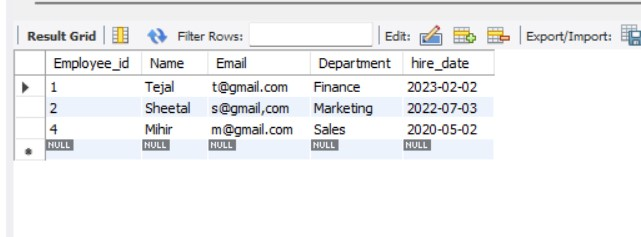 Result Grid Filter Rows: Edit: Export/Import:
Employee_id Name Email Department hire_date
1 Tejal t@gmail.com Finance 2023-02-02
2 Sheetal s@gmail,com Marketing 2022-07-03
4 Mihir m@gmail.com Sales 2020-05-02
NULL NULL NULL NULL NULL